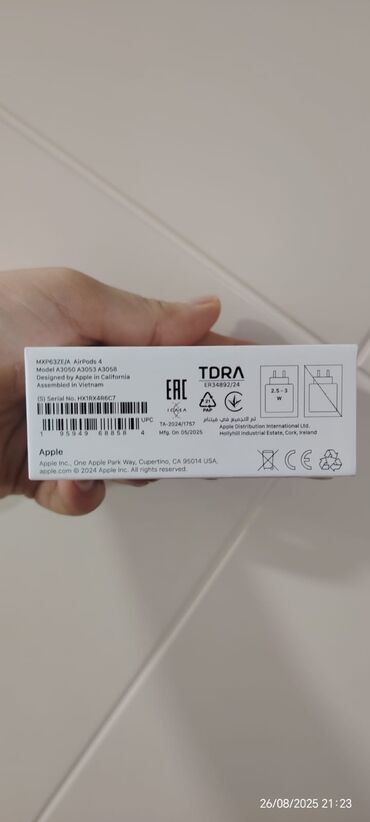 MXP63ZE/A AirPods 4
Model A3050 A3053 A3058
Designed by Apple in California
Assembled in Vietnam
(S) Serial No. HX1RX4R6C7
UPC
1 95949 68858 4
Apple
Apple Inc., One Apple Park Way, Cupertino, CA 95014 USA,
apple.com © 2024 Apple Inc. All rights reserved.
EAC
TA-2024/1757
Mfg. On 05/2025
TDRA
ER34892/24
PAP
تم التجميع في فيتنام
Apple Distribution International Ltd.
Hollyhill Industrial Estate, Cork, Ireland
2.5 - 3
W
CE
26/08/2025 21:23